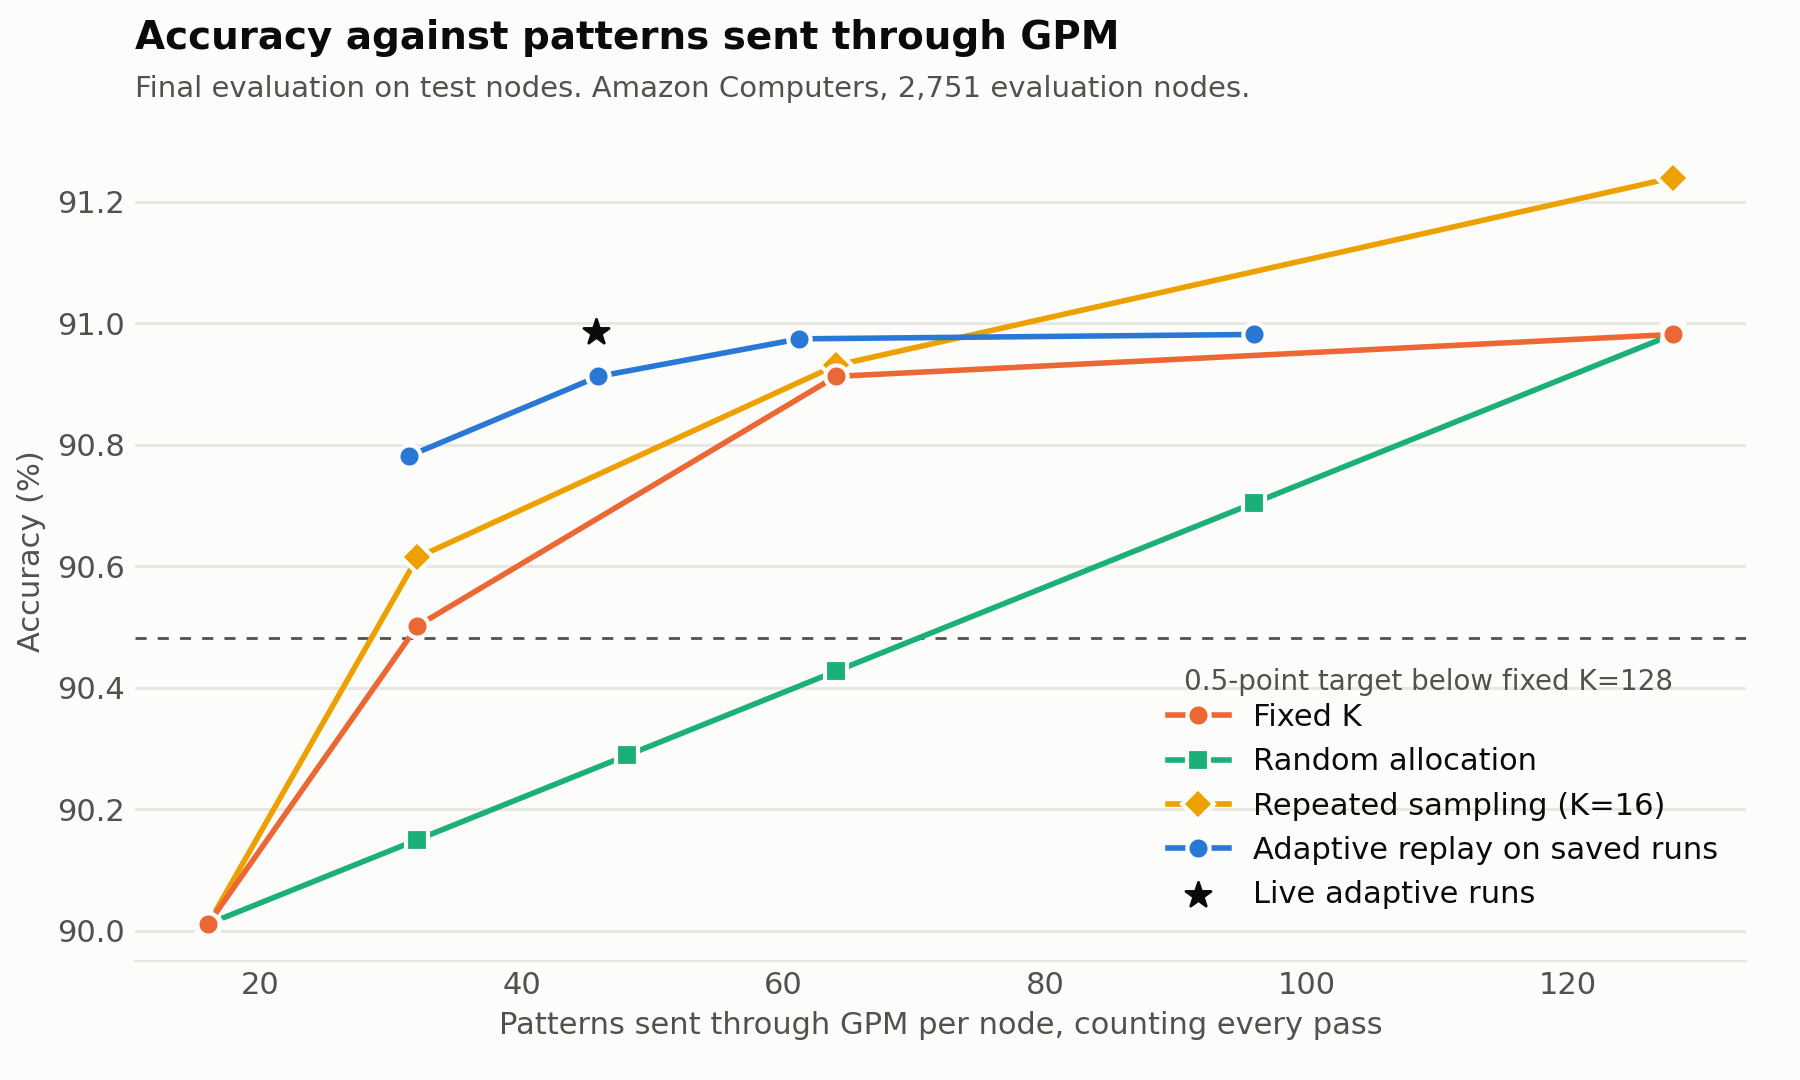 Accuracy against patterns sent through GPM
Final evaluation on test nodes. Amazon Computers, 2,751 evaluation nodes.
Accuracy (%)
91.2
91.0
90.8
90.6
90.4
90.2
90.0
0.5-point target below fixed K=128
Fixed K
Random allocation
Repeated sampling (K=16)
Adaptive replay on saved runs
Live adaptive runs
20 40 60 80 100 120
Patterns sent through GPM per node, counting every pass